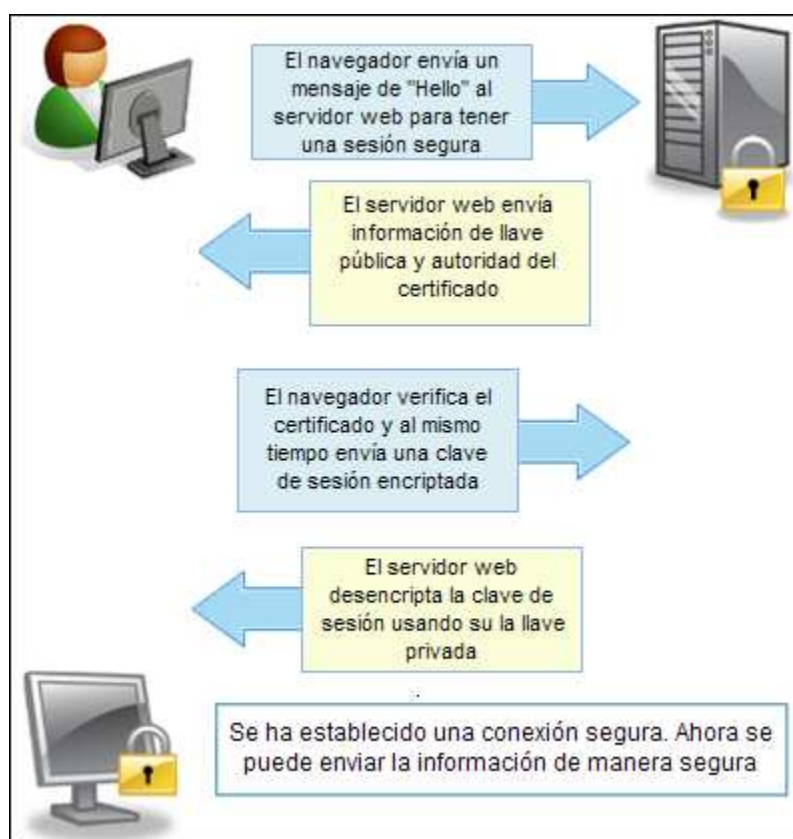 El navegador envía un
mensaje de "Hello" al
servidor web para tener
una sesión segura
El servidor web envía
información de llave
pública y autoridad del
certificado
El navegador verifica el
certificado y al mismo
tiempo envía una clave
de sesión encriptada
El servidor web
desencripta la clave de
sesión usando su la llave
privada
Se ha establecido una conexión segura. Ahora se
puede enviar la información de manera segura